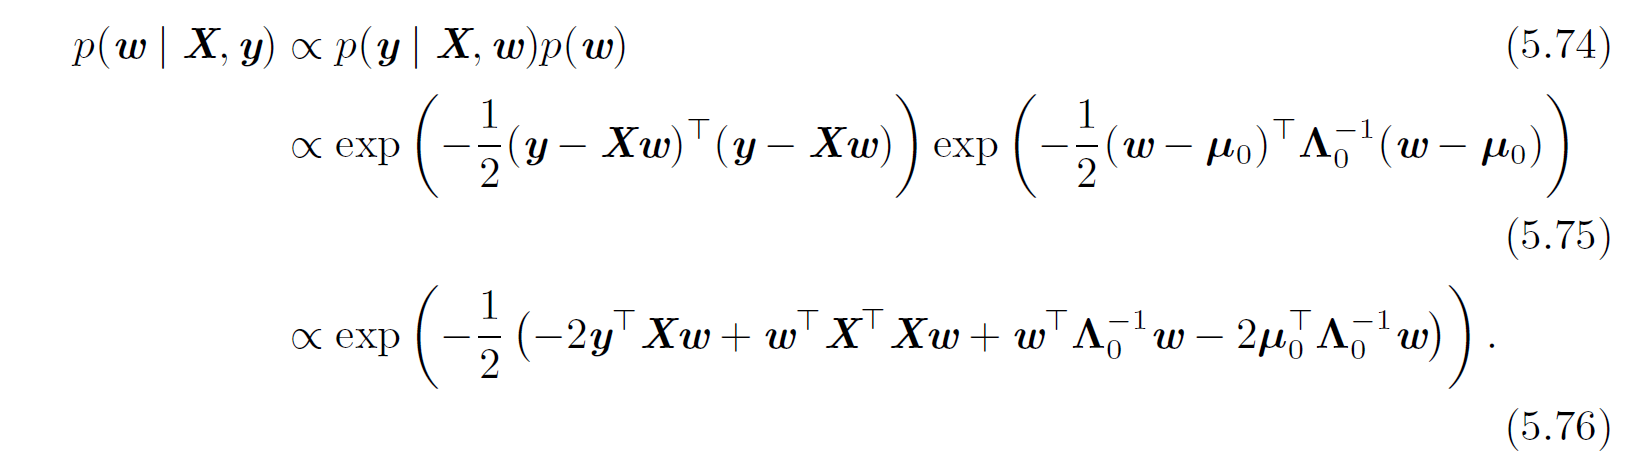 p(w | X, y) ∝ p(y | X, w)p(w) (5.74)
∝ exp ( −1/2 (y − Xw)^⊤ (y − Xw) ) exp ( −1/2 (w − μ_0)^⊤ Λ_0^{−1} (w − μ_0) )
(5.75)
∝ exp ( −1/2 ( −2y^⊤ Xw + w^⊤ X^⊤ Xw + w^⊤ Λ_0^{−1} w − 2μ_0^⊤ Λ_0^{−1} w ) ) .
(5.76)